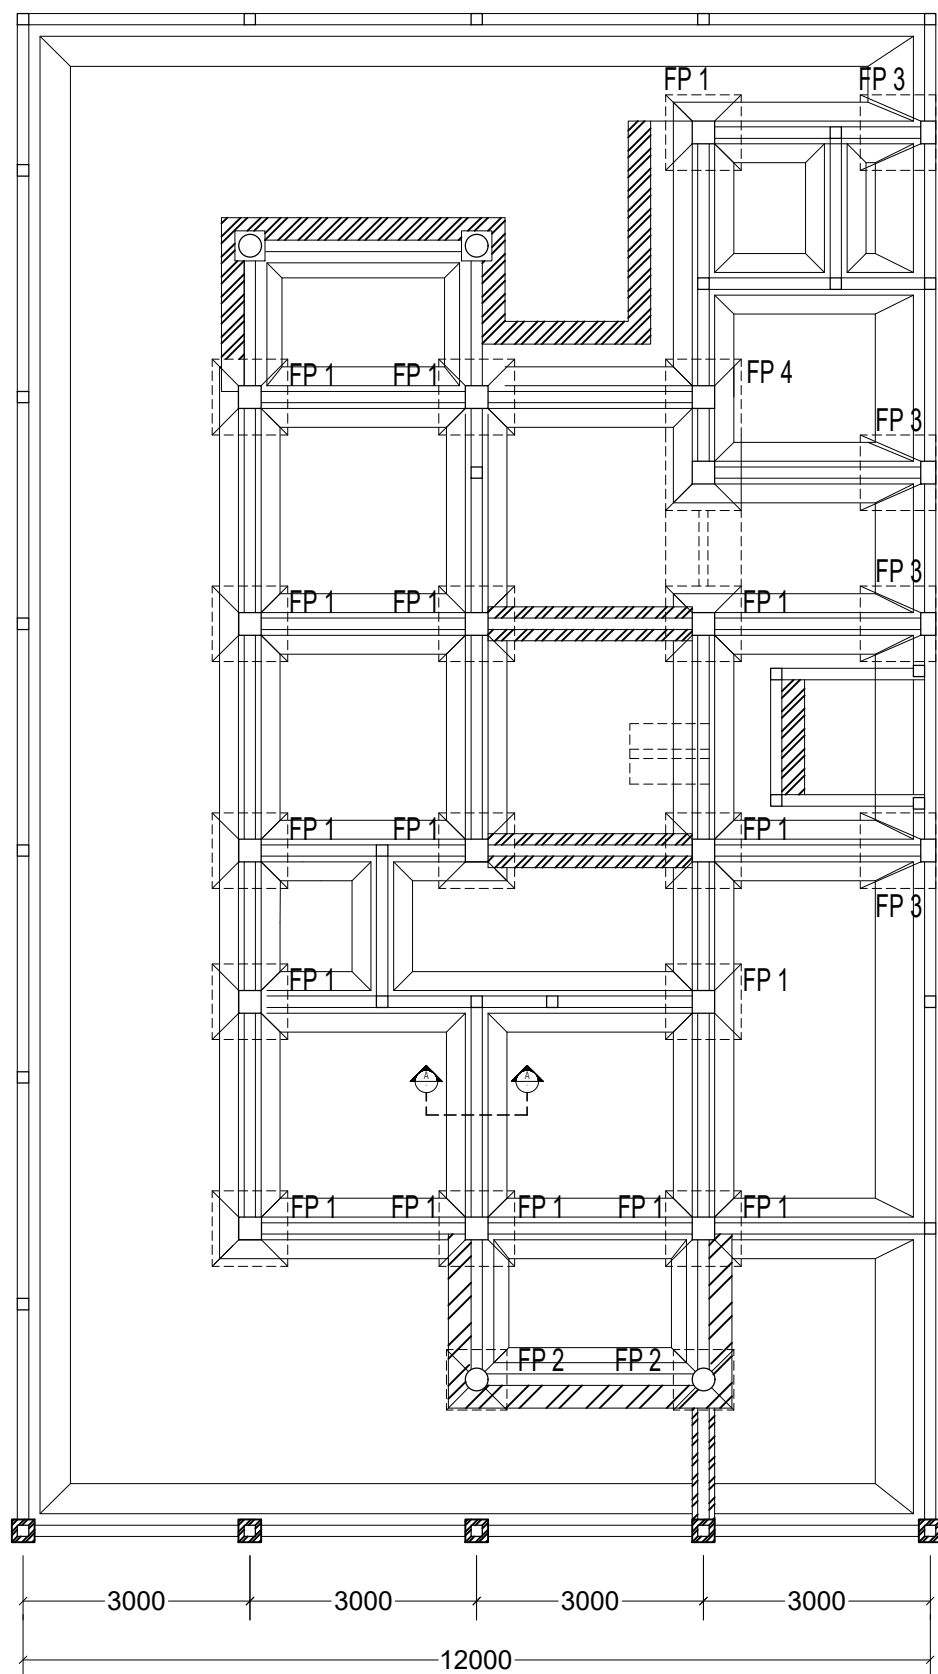 FP 1 FP 3
FP 1 FP 1 FP 4
FP 3
FP 3
FP 1 FP 1 FP 1
FP 1 FP 1 FP 1
FP 3
FP 1 FP 1
A A
FP 1 FP 1 FP 1 FP 1 FP 1
FP 2 FP 2
3000 3000 3000 3000
12000